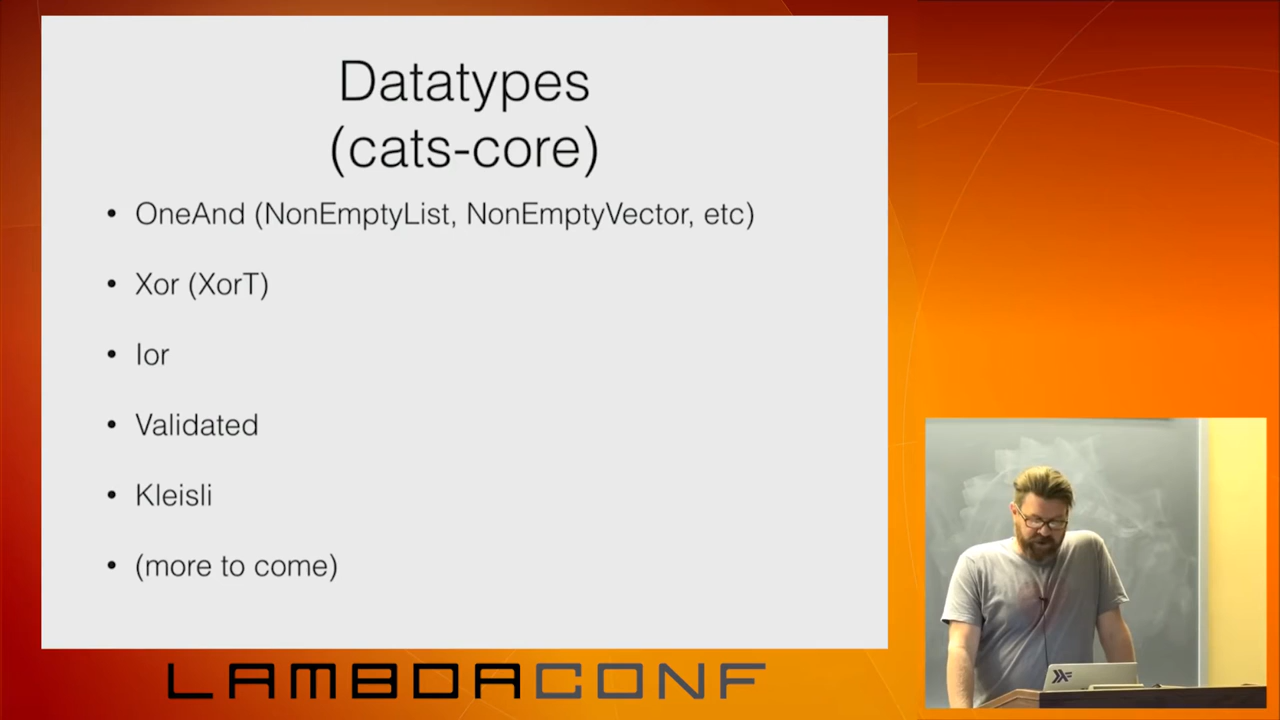 Datatypes
(cats-core)
• OneAnd (NonEmptyList, NonEmptyVector, etc)
• Xor (XorT)
• Ior
• Validated
• Kleisli
• (more to come)
LAMBDACONF